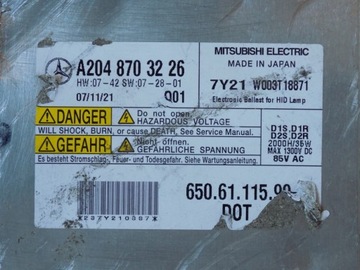 MITSUBISHI ELECTRIC
MADE IN JAPAN
A204 870 32 26
HW:07-42 SW:07-28-01
07/11/21 Q01
7Y21 W003T18871
Electronic Ballast for HID Lamp
DANGER Do not open.
HAZARDOUS VOLTAGE
WILL SHOCK, BURN, or cause DEATH, See Service Manual.
GEFAHR Nicht öffnen.
GEFÄHRLICHE SPANNUNG
Es besteht Stromschlag-, Feuer- und Todesgefahr. Siehe Wartungsanleitung.
D1S,D1R
D2S,D2R
2000H/35W
MAX 1300V DC
85V AC
650.61.115.90
DOT